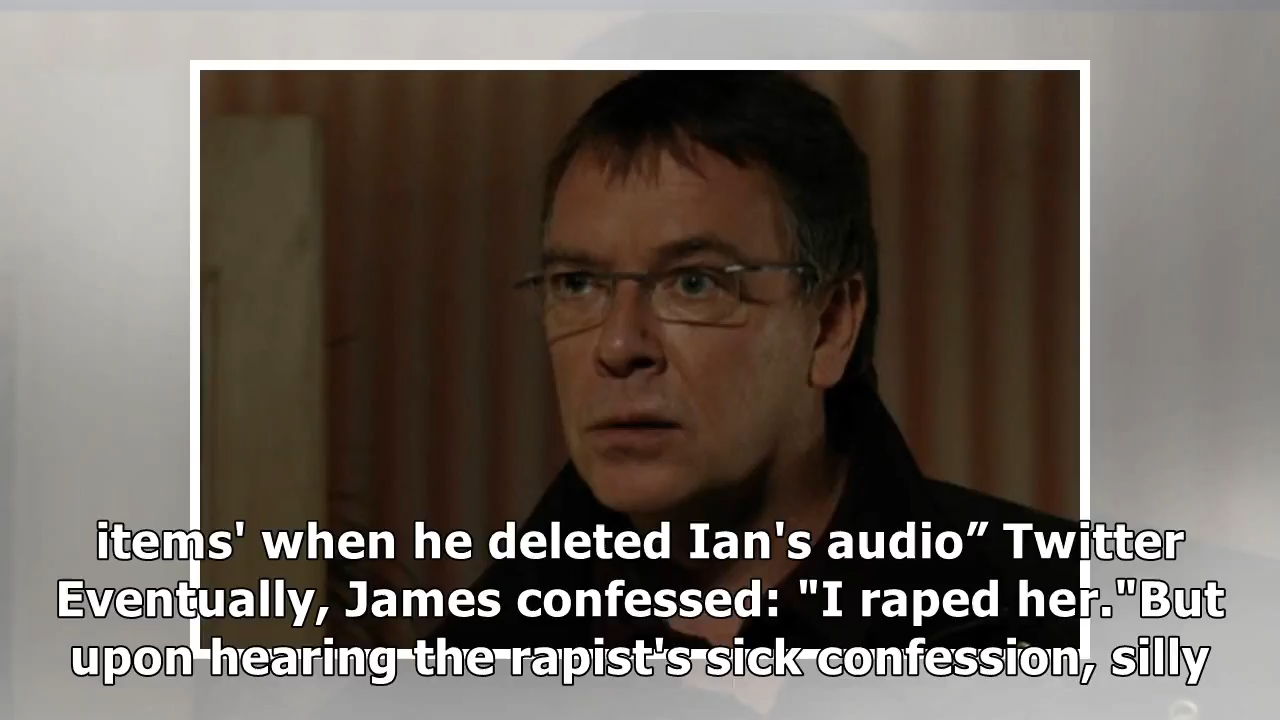 items' when he deleted Ian's audio” Twitter
Eventually, James confessed: "I raped her."But
upon hearing the rapist's sick confession, silly